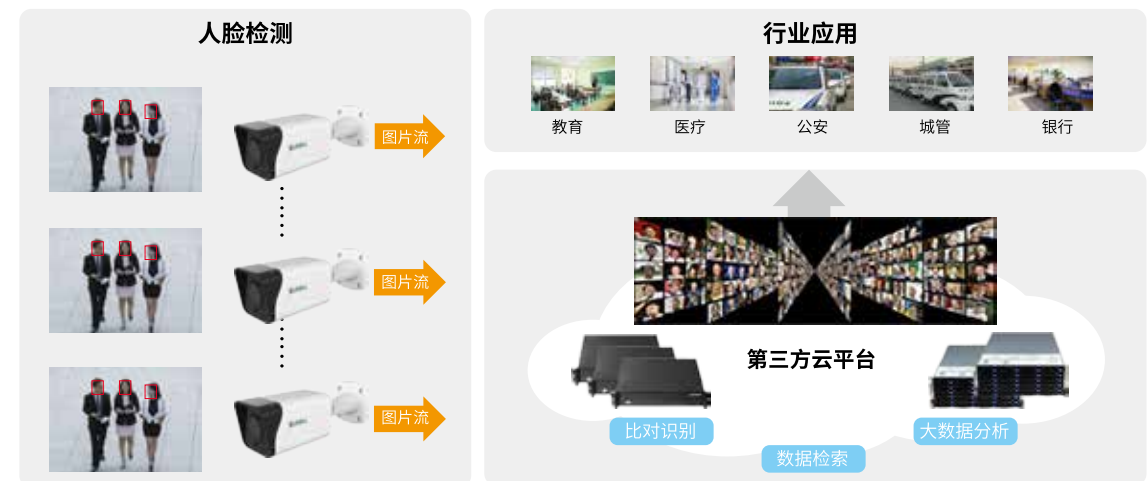 人脸检测
图片流
图片流
图片流
行业应用
教育
医疗
公安
城管
银行
第三方云平台
比对识别
大数据分析
数据检索